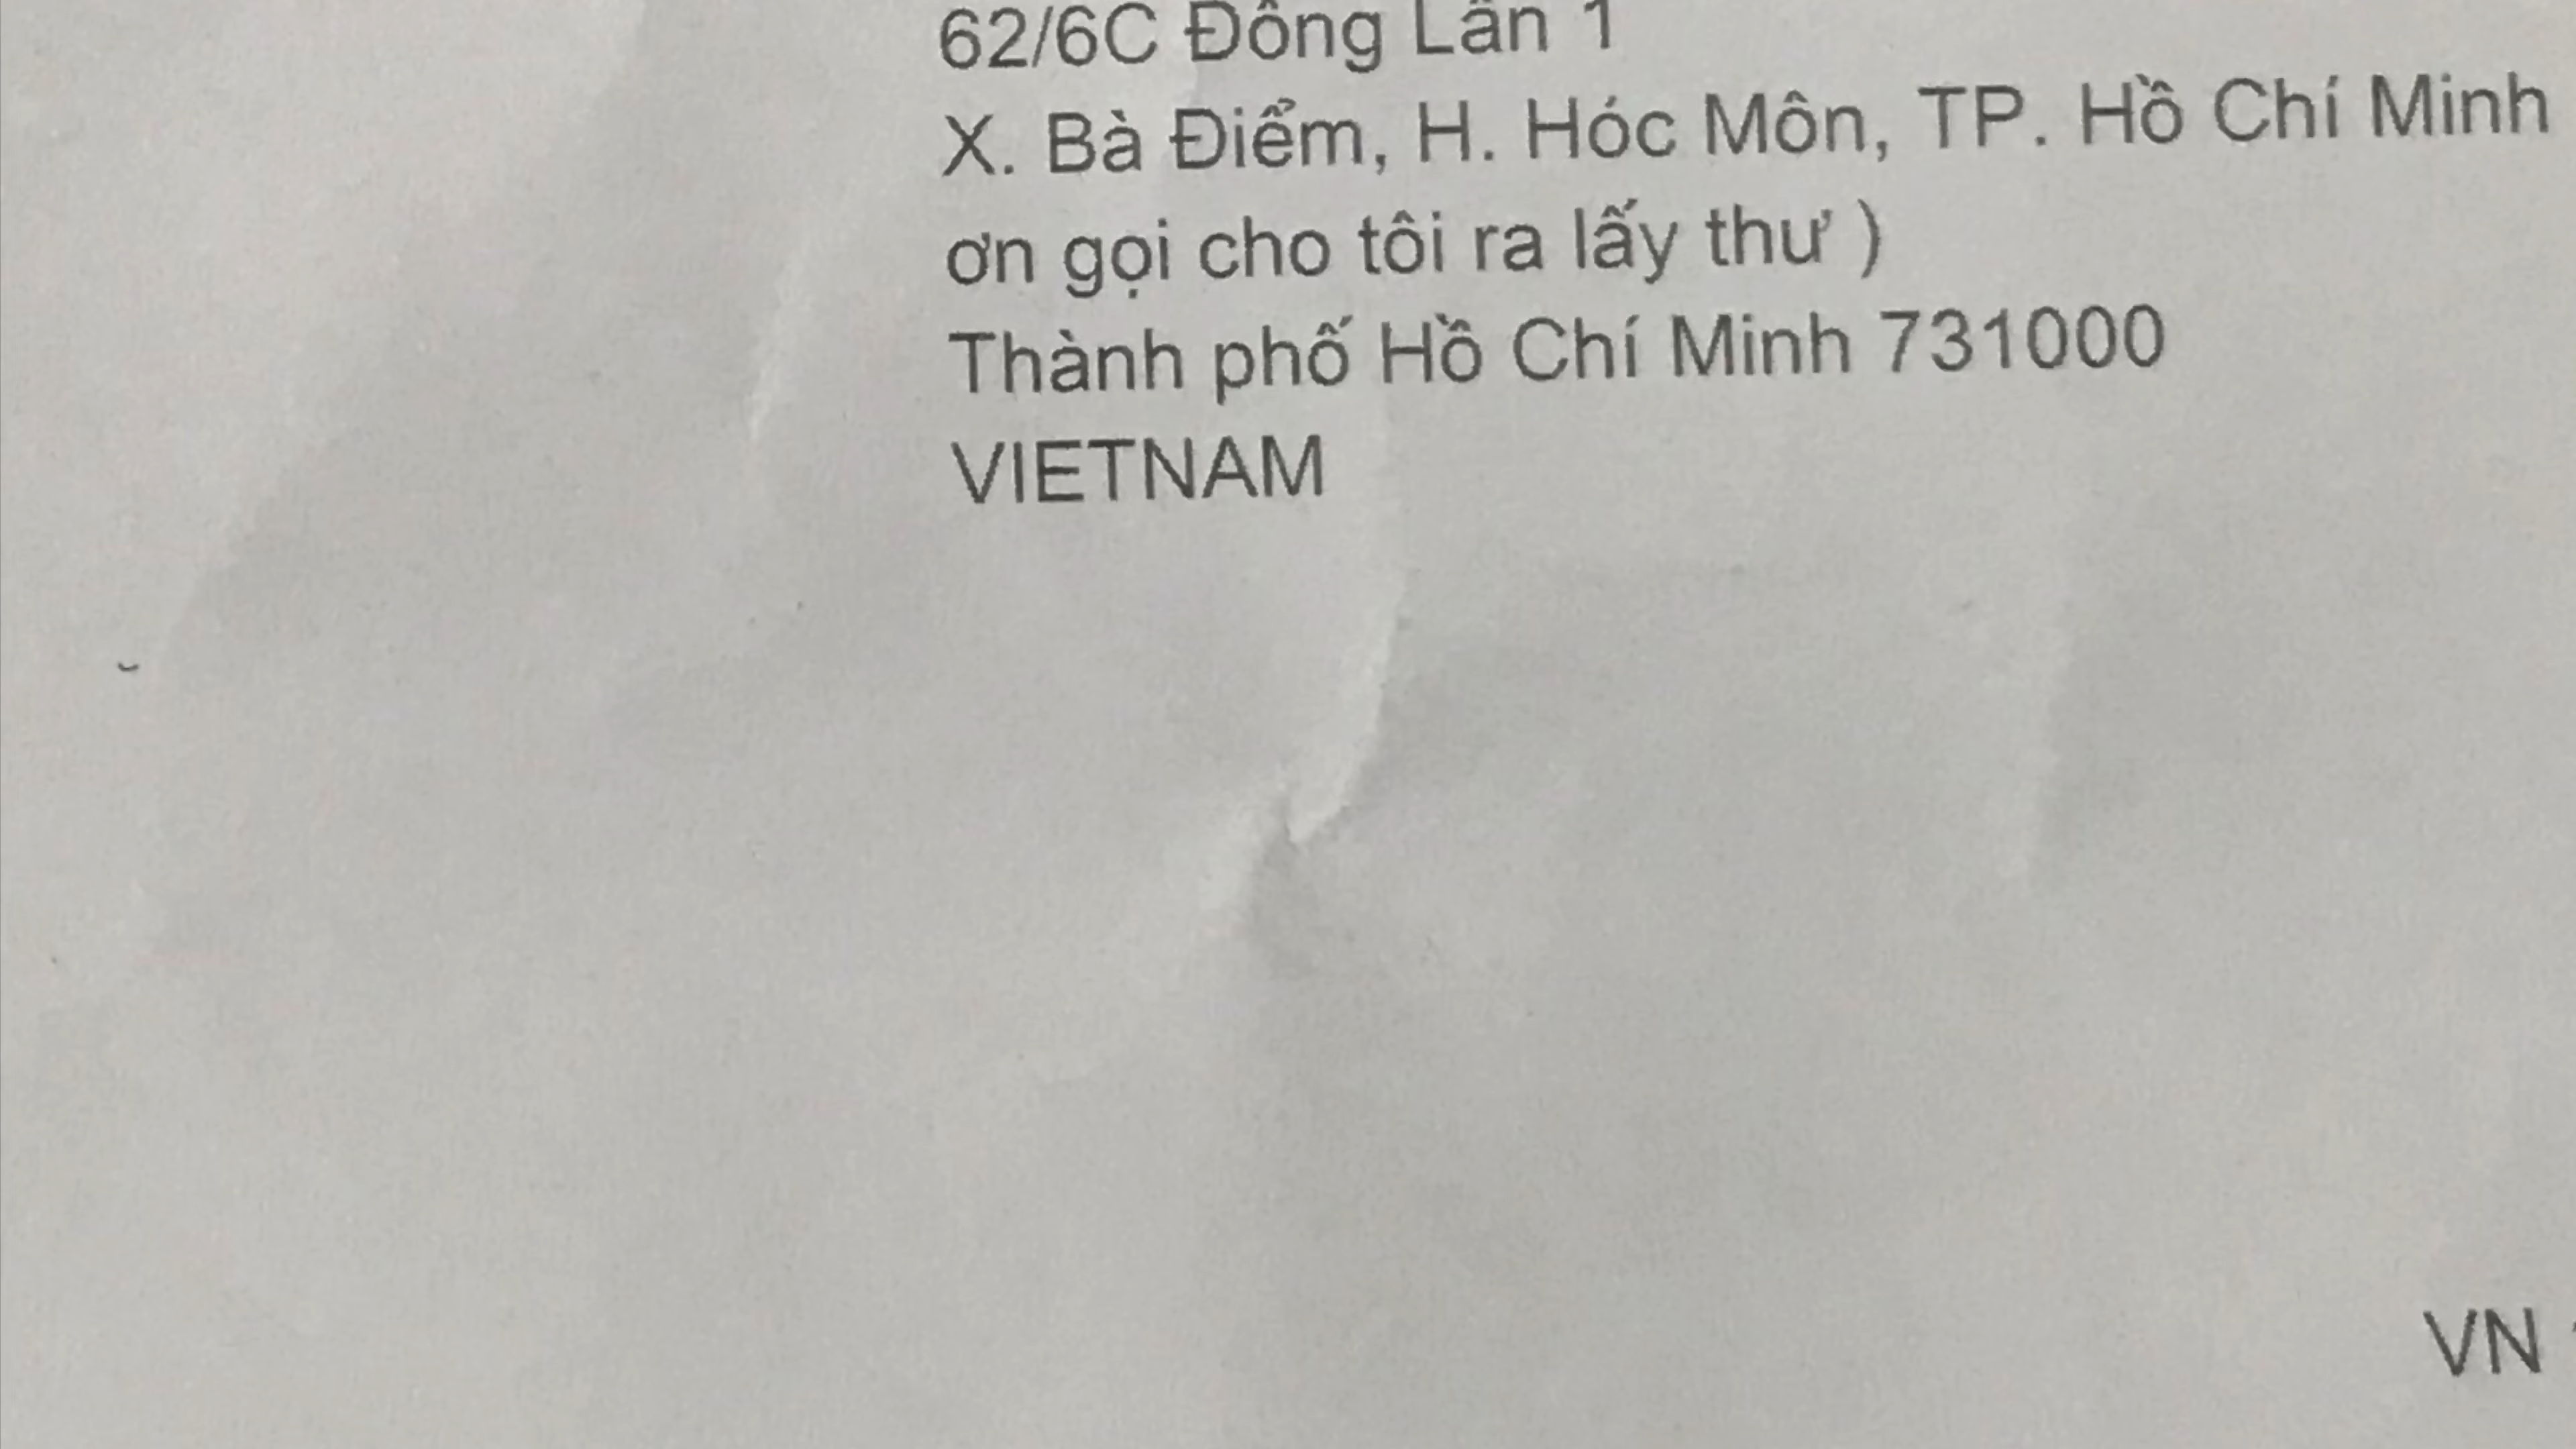 62/6C Đông Lân 1
X. Bà Điểm, H. Hóc Môn, TP. Hồ Chí Minh
ơn gọi cho tôi ra lấy thư )
Thành phố Hồ Chí Minh 731000
VIETNAM
VN